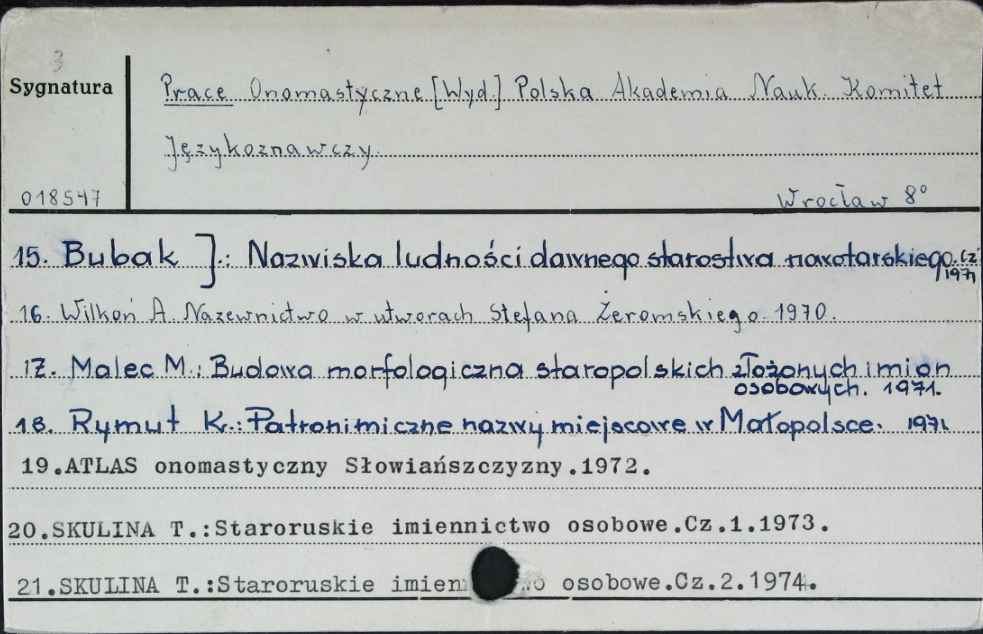 3
Sygnatura
Prace Onomastyczne [Wyd.] Polska Akademia Nauk. Komitet
Językoznawczy.
018547
Wrocław 8°
15. Bubak J.: Nazwiska ludności dawnego starostwa nowotarskiego. cz
1971
16. Wilkoń A. Nazewnictwo w utworach Stefana Żeromskiego 1970.
17. Malec M.: Budowa morfologiczna staropolskich złożonych imion
osobowych. 1971.
18. Rymut K.: Patronimiczne nazwy miejscowe w Małopolsce. 1971
19.ATLAS onomastyczny Słowiańszczyzny.1972.
20.SKULINA T.:Staroruskie imiennictwo osobowe.Cz.1.1973.
21.SKULINA T.:Staroruskie imien wo osobowe.Cz.2.1974.